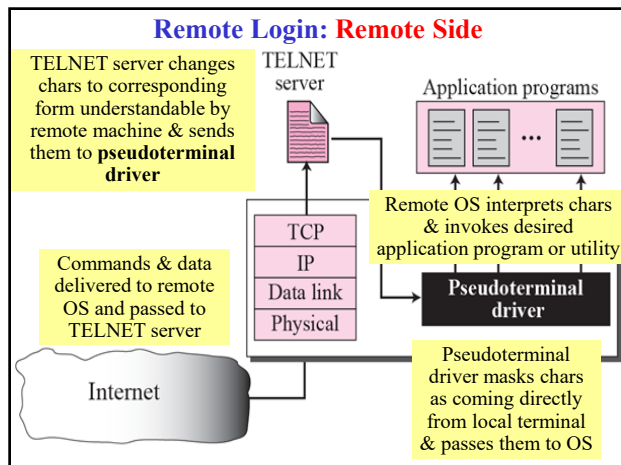 Remote Login: Remote Side
TELNET server changes
chars to corresponding
form understandable by
remote machine & sends
them to pseudoterminal
driver
TELNET
server
Application programs
...
Remote OS interprets chars
& invokes desired
application program or utility
TCP
IP
Data link
Physical
Commands & data
delivered to remote
OS and passed to
TELNET server
Pseudoterminal
driver
Internet
Pseudoterminal
driver masks chars
as coming directly
from local terminal
& passes them to OS